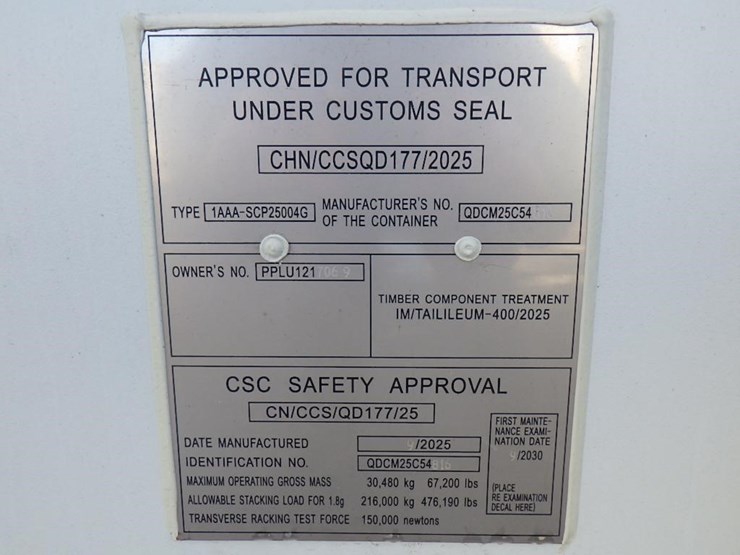 APPROVED FOR TRANSPORT
UNDER CUSTOMS SEAL
CHN/CCSQD177/2025
TYPE 1AAA-SCP25004G MANUFACTURER'S NO. OF THE CONTAINER QDCM25C54
OWNER'S NO. PPLU121
TIMBER COMPONENT TREATMENT
IM/TAILILEUM-400/2025
CSC SAFETY APPROVAL
CN/CCS/QD177/25
DATE MANUFACTURED /2025
IDENTIFICATION NO. QDCM25C54
MAXIMUM OPERATING GROSS MASS 30,480 kg 67,200 lbs
ALLOWABLE STACKING LOAD FOR 1.8g 216,000 kg 476,190 lbs
TRANSVERSE RACKING TEST FORCE 150,000 newtons
FIRST MAINTE-
NANCE EXAMI-
NATION DATE
/2030
(PLACE
RE EXAMINATION
DECAL HERE)